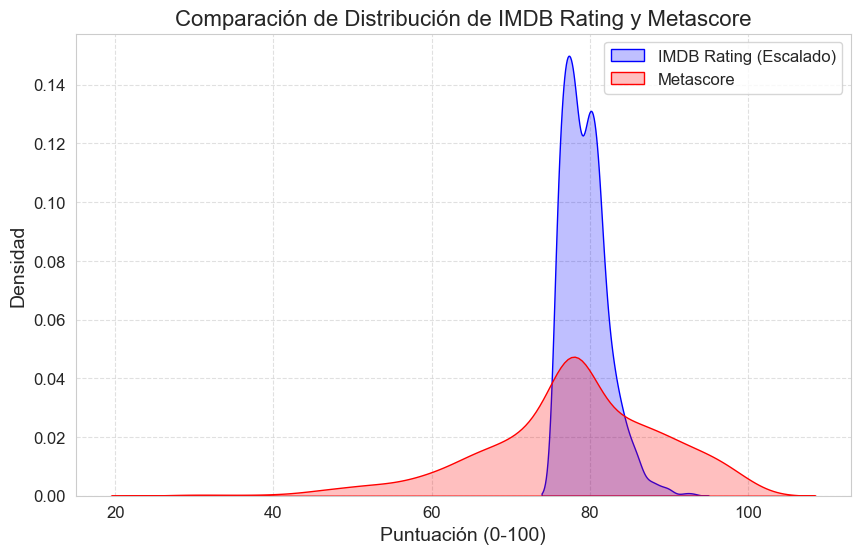 Comparación de Distribución de IMDB Rating y Metascore
IMDB Rating (Escalado)
Metascore
Densidad
0.14
0.12
0.10
0.08
0.06
0.04
0.02
0.00
20 40 60 80 100
Puntuación (0-100)